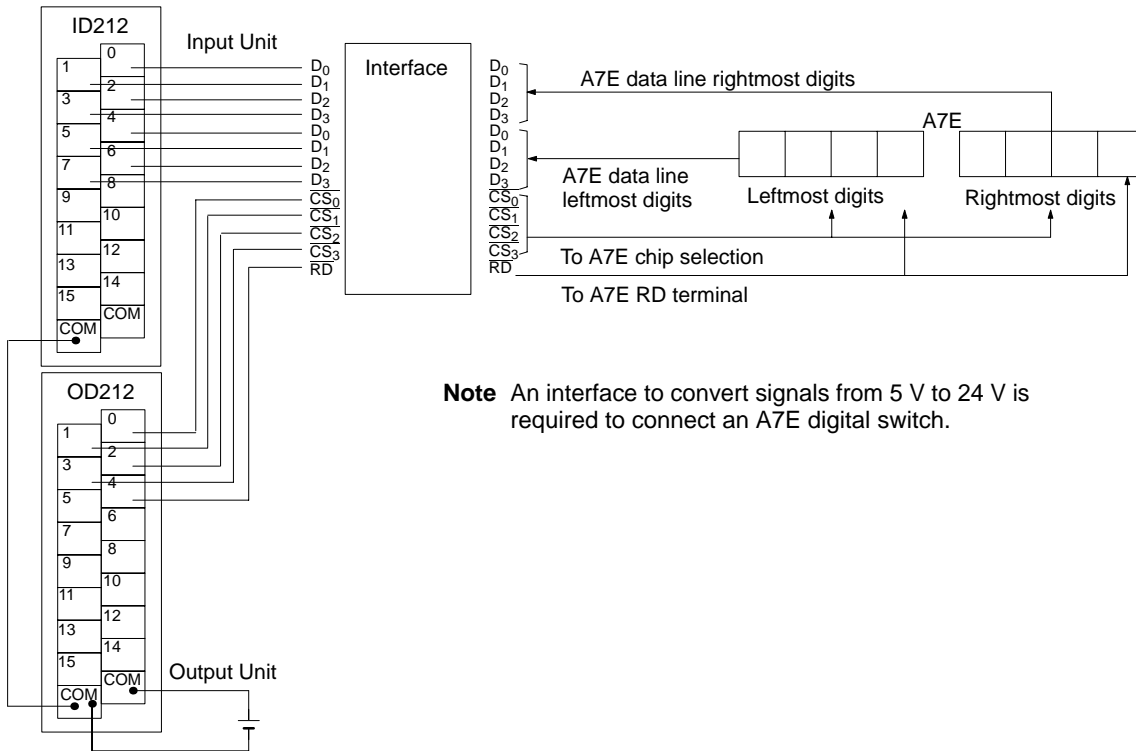 ID212
Input Unit
0
1
2
3
4
5
6
7
8
9
10
11
12
13
14
15
COM
COM
D0
D1
D2
D3
D0
D1
D2
D3
CS0
CS1
CS2
CS3
RD
Interface
D0
D1
D2
D3
D0
D1
D2
D3
CS0
CS1
CS2
CS3
RD
A7E data line rightmost digits
A7E
A7E data line
leftmost digits
Leftmost digits
Rightmost digits
To A7E chip selection
To A7E RD terminal
Note An interface to convert signals from 5 V to 24 V is
required to connect an A7E digital switch.
OD212
0
1
2
3
4
5
6
7
8
9
10
11
12
13
14
15
COM
COM
Output Unit